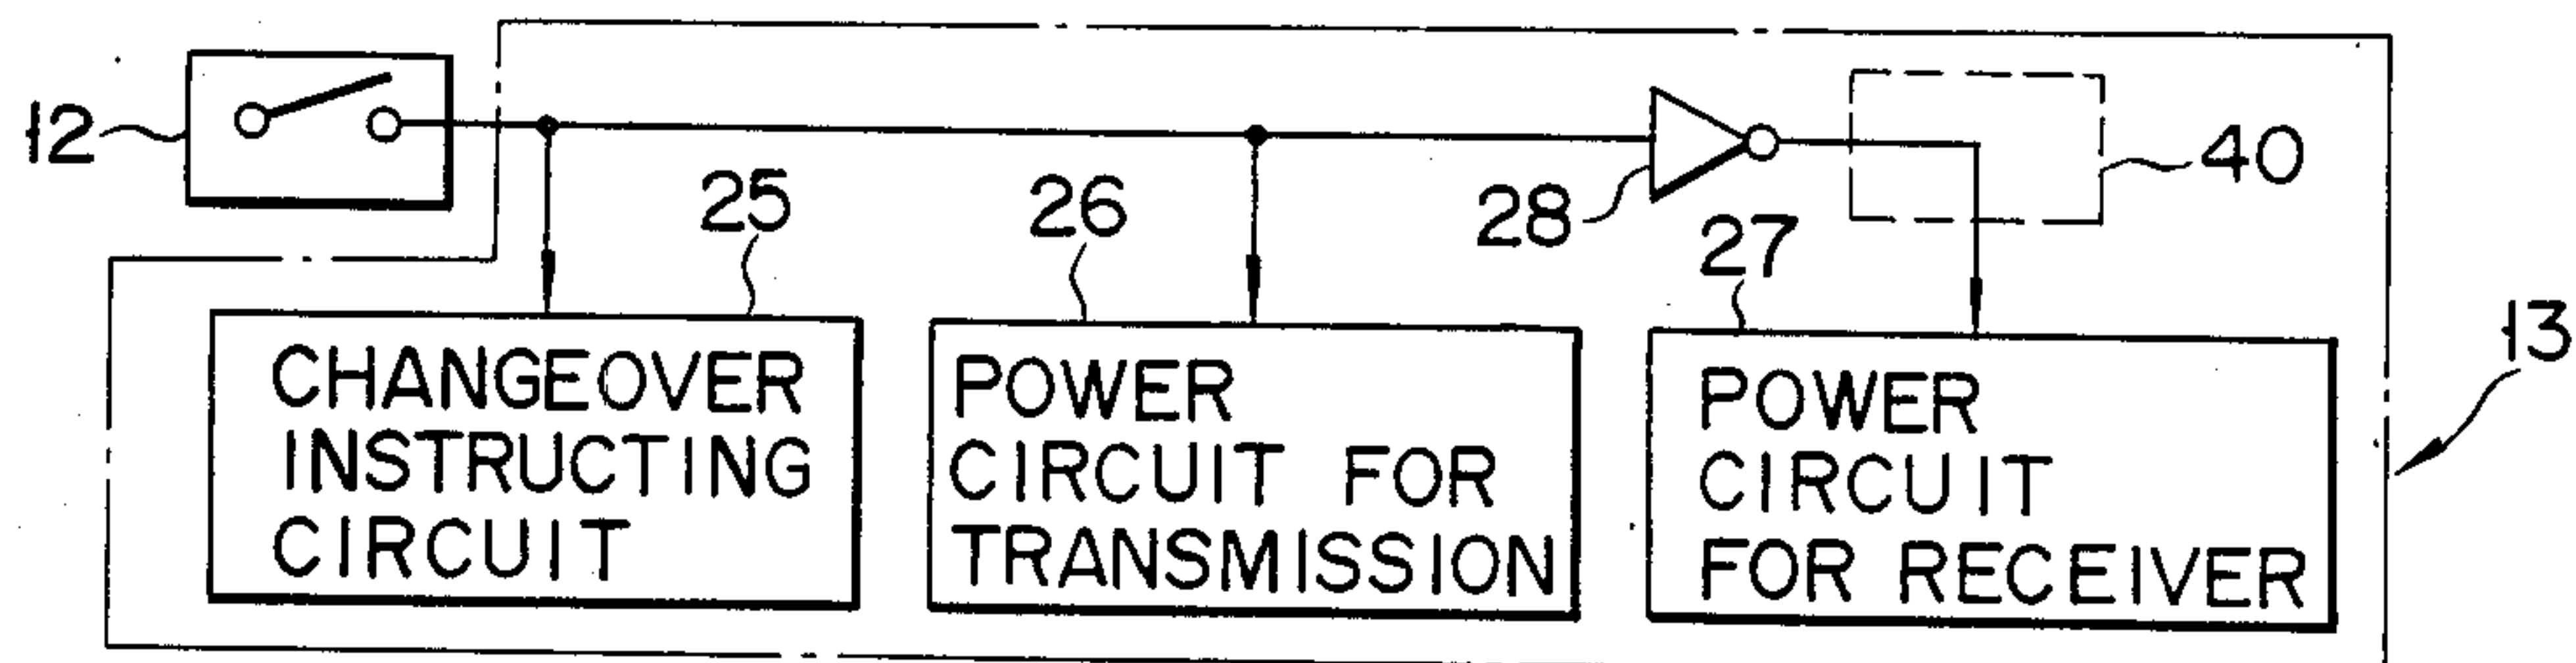 12
25
26
28
27
40
13
CHANGEOVER
INSTRUCTING
CIRCUIT
POWER
CIRCUIT FOR
TRANSMISSION
POWER
CIRCUIT
FOR RECEIVER